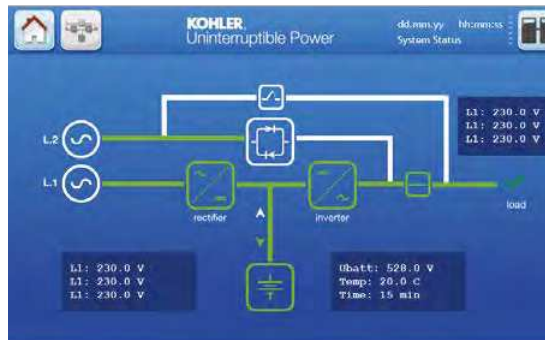 KOHLER.
Uninterruptible Power
dd.mm.yy hh:mm:ss
System Status
L1: 230.0 V
L1: 230.0 V
L1: 230.0 V
L.2
L.1
rectifier
inverter
load
L1: 230.0 V
L1: 230.0 V
L1: 230.0 V
Ubatt: 528.0 V
Temp: 20.0 C
Time: 15 min